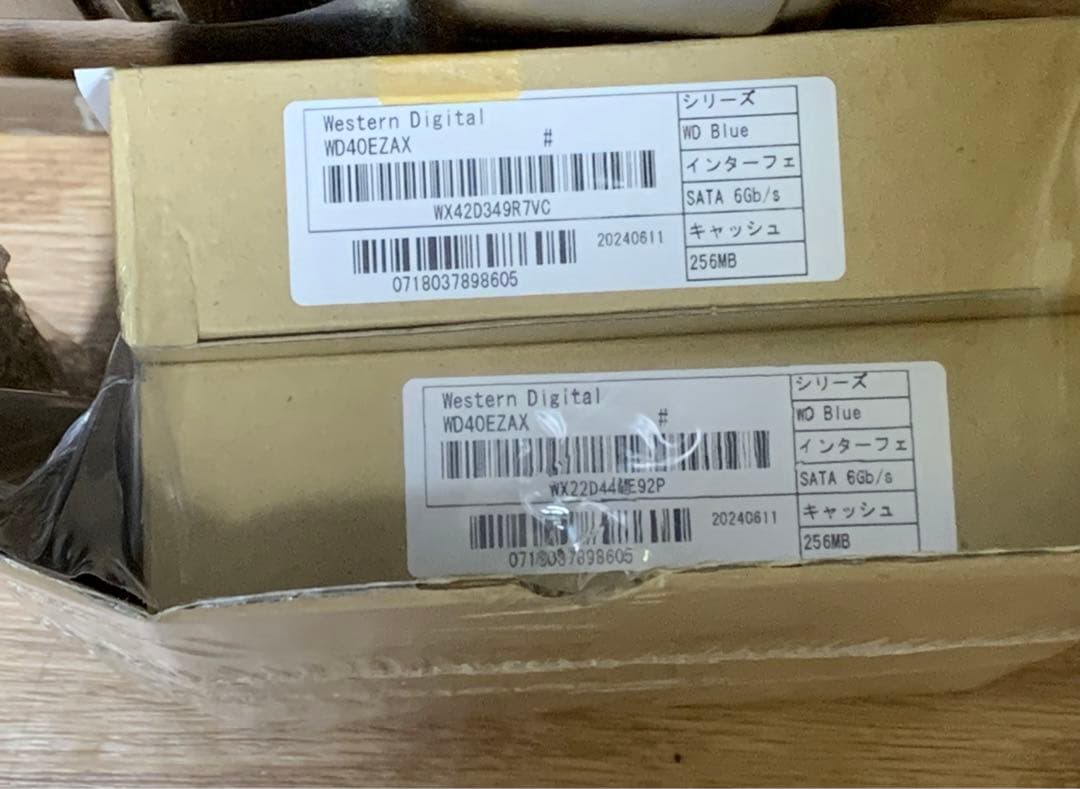 Western Digital
WD40EZAX #
WX42D349R7VC
20240611
0718037898605
シリーズ
WD Blue
インターフェ
SATA 6Gb/s
キャッシュ
256MB
Western Digital
WD40EZAX #
20240611
0718037898605
シリーズ
WD Blue
インターフェ
SATA 6Gb/s
キャッシュ
256MB